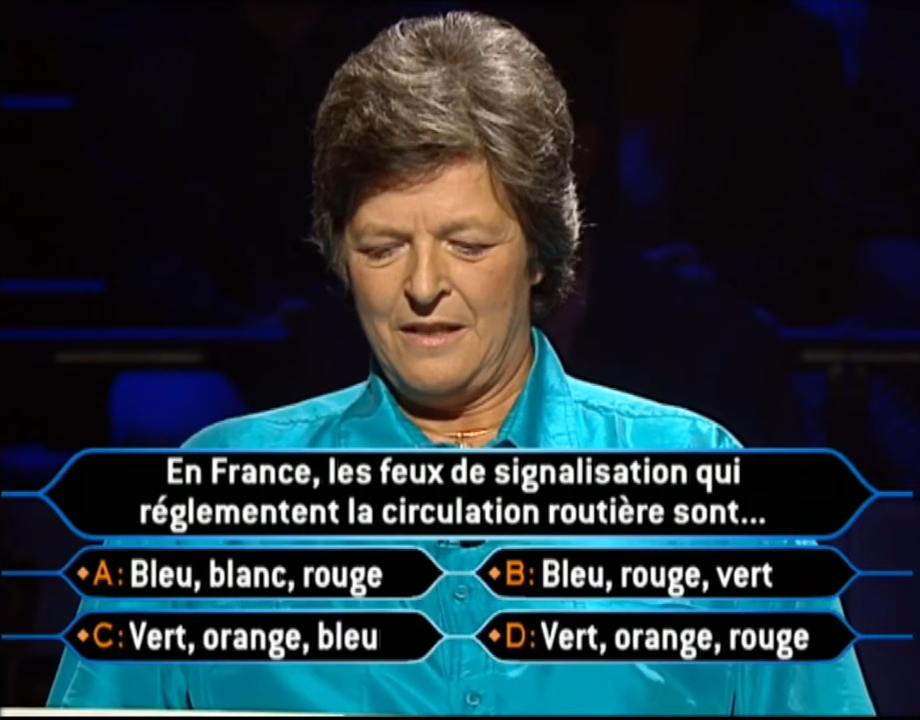 En France, les feux de signalisation qui
réglementent la circulation routière sont...
A: Bleu, blanc, rouge
B: Bleu, rouge, vert
C: Vert, orange, bleu
D: Vert, orange, rouge